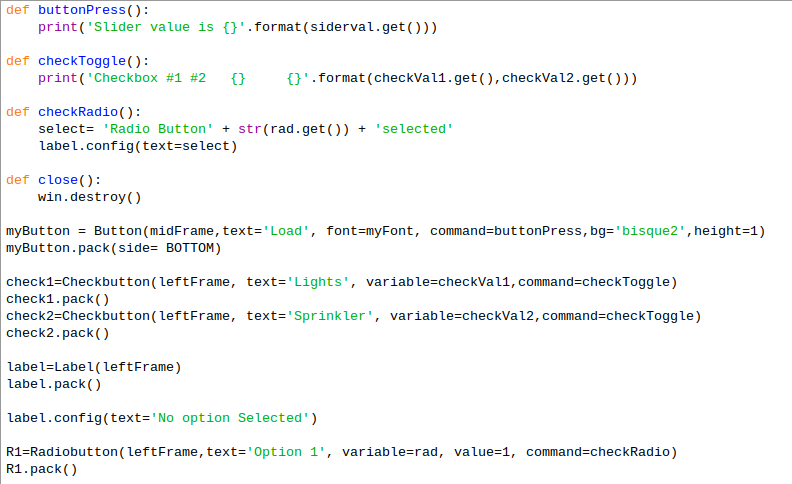 def buttonPress():
    print('Slider value is {}'.format(siderval.get()))
def checkToggle():
    print('Checkbox #1 #2   {}     {}'.format(checkVal1.get(),checkVal2.get()))
def checkRadio():
    select= 'Radio Button' + str(rad.get()) + 'selected'
    label.config(text=select)
def close():
    win.destroy()
myButton = Button(midFrame,text='Load', font=myFont, command=buttonPress,bg='bisque2',height=1)
myButton.pack(side= BOTTOM)
check1=Checkbutton(leftFrame, text='Lights', variable=checkVal1,command=checkToggle)
check1.pack()
check2=Checkbutton(leftFrame, text='Sprinkler', variable=checkVal2,command=checkToggle)
check2.pack()
label=Label(leftFrame)
label.pack()
label.config(text='No option Selected')
R1=Radiobutton(leftFrame,text='Option 1', variable=rad, value=1, command=checkRadio)
R1.pack()